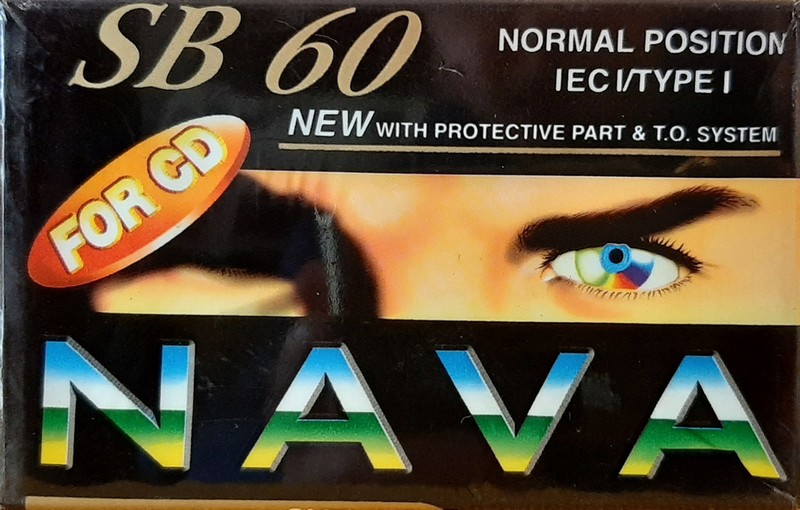 SB 60
NORMAL POSITION
IEC I/TYPE I
NEW WITH PROTECTIVE PART & T.O. SYSTEM
FOR CD
NAVA